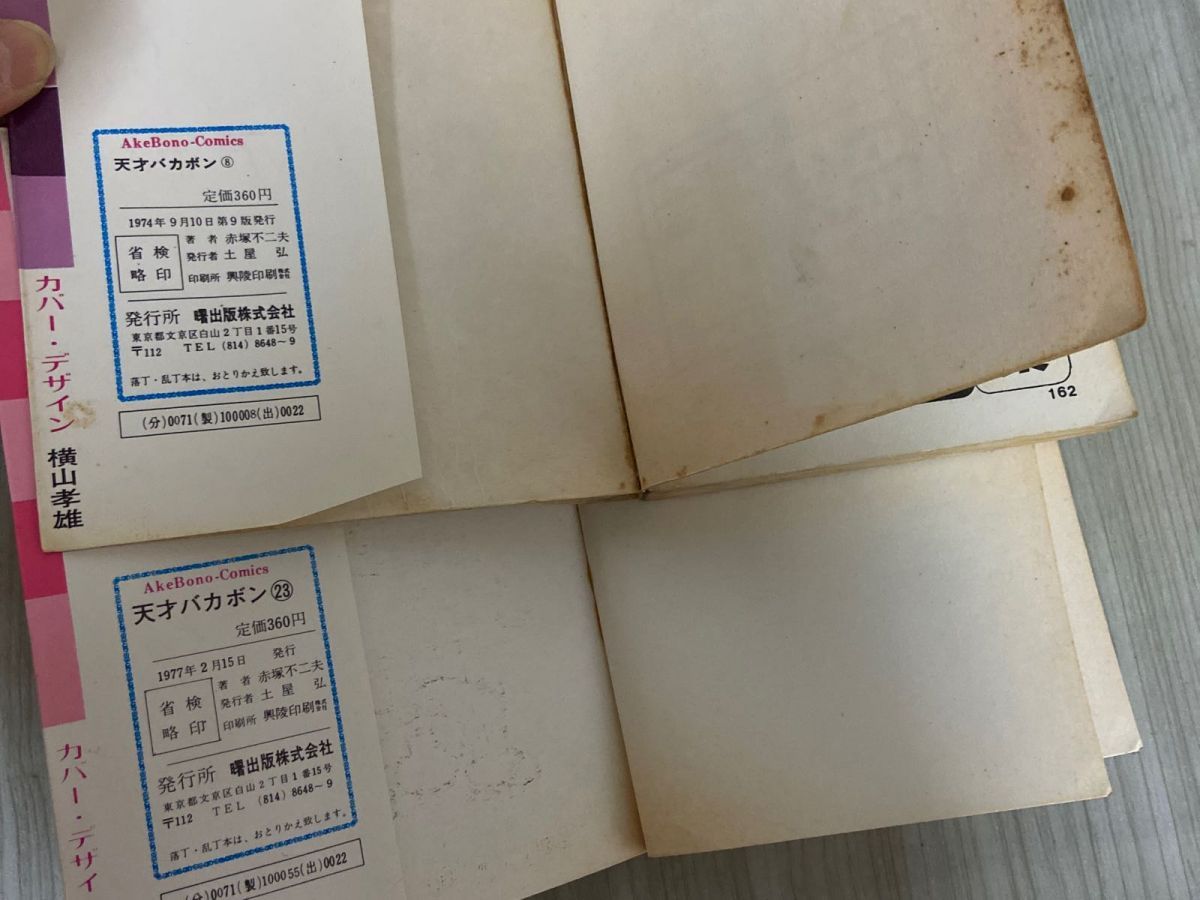 AkeBono-Comics
天才バカボン⑧
定価360円
1974年9月10日第9版発行
検印省略
著者 赤塚不二夫
発行者 土屋弘
印刷所 興陵印刷株式会社
発行所 曙出版株式会社
東京都文京区白山2丁目1番15号
〒112 TEL (814) 8648〜9
落丁・乱丁本は、おとりかえ致します。
(分)0071(製)100008(出)0022
カバー・デザイン 横山孝雄
162
AkeBono-Comics
天才バカボン㉓
定価360円
1977年2月15日 発行
検印省略
著者 赤塚不二夫
発行者 土屋弘
印刷所 興陵印刷株式会社
発行所 曙出版株式会社
東京都文京区白山2丁目1番15号
〒112 TEL (814) 8648〜9
落丁・乱丁本は、おとりかえ致します。
(分)0071(製)100055(出)0022
カバー・デザイ